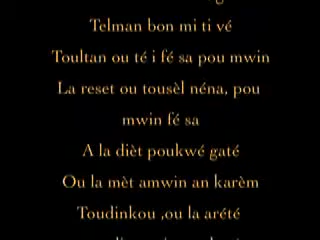 Telman bon mi ti vé
Toultan ou té i fé sa pou mwin
La reset ou tousèl néna, pou
mwin fé sa
A la dièt poukwé gaté
Ou la mèt amwin an karèm
Toudinkou ,ou la arété